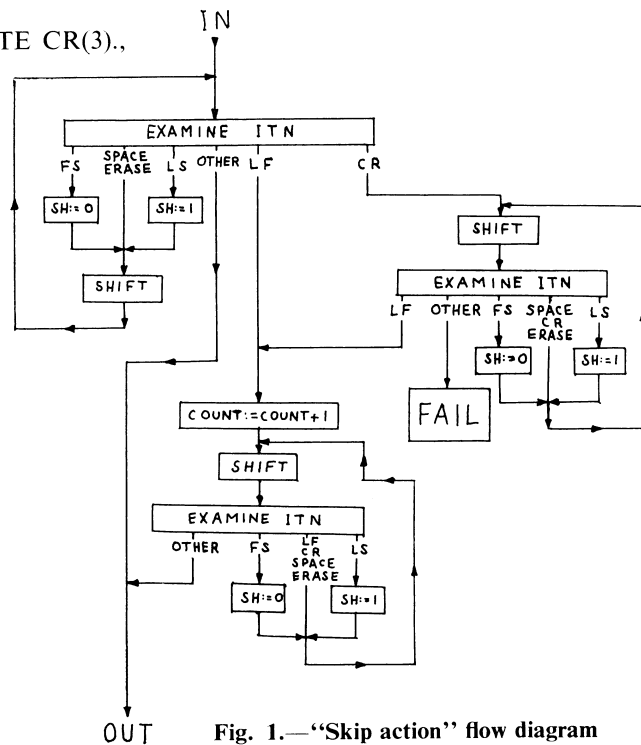 IN
TE CR(3).,
EXAMINE ITN
FS SPACE ERASE LS OTHER LF CR
SH:=0
SH:=1
SHIFT
SHIFT
EXAMINE ITN
LF OTHER FS SPACE CR ERASE LS
SH:=0
SH:=1
FAIL
COUNT:=COUNT+1
SHIFT
EXAMINE ITN
OTHER FS LF CR SPACE ERASE LS
SH:=0
SH:=1
OUT
Fig. 1.—“Skip action” flow diagram